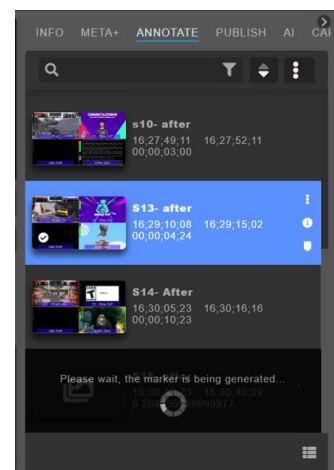 INFO META+ ANNOTATE PUBLISH AI CAP
s10- after
16;27;49;11 16;27;52;11
00;00;03;00
S13- after
16;29;10;08 16;29;15;02
00;00;04;24
S14- After
16;30;05;23 16;30;16;16
00;00;10;23
Please wait, the marker is being generated...